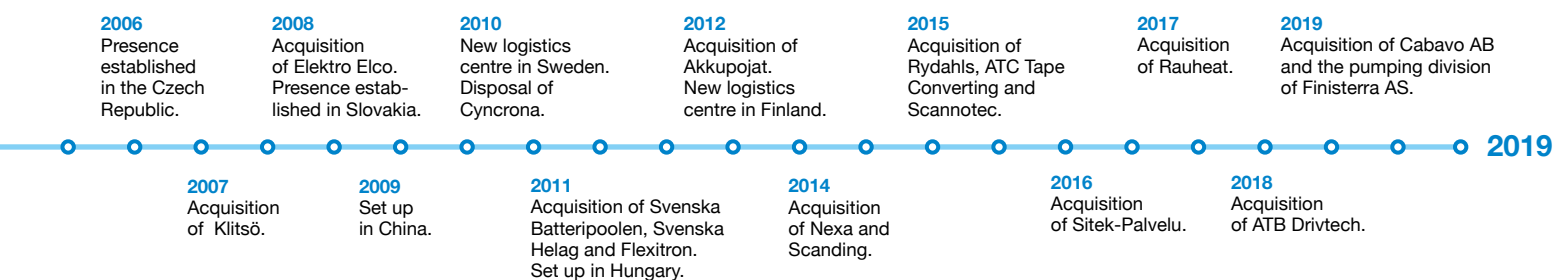 2006
Presence
established
in the Czech
Republic.
2008
Acquisition
of Elektro Elco.
Presence estab-
lished in Slovakia.
2010
New logistics
centre in Sweden.
Disposal of
Cyncrona.
2012
Acquisition of
Akkupojat.
New logistics
centre in Finland.
2015
Acquisition of
Rydahls, ATC Tape
Converting and
Scannotec.
2017
Acquisition
of Rauheat.
2019
Acquisition of Cabavo AB
and the pumping division
of Finisterra AS.
2019
2007
Acquisition
of Klitsö.
2009
Set up
in China.
2011
Acquisition of Svenska
Batteripoolen, Svenska
Helag and Flexitron.
Set up in Hungary.
2014
Acquisition
of Nexa and
Scanding.
2016
Acquisition
of Sitek-Palvelu.
2018
Acquisition
of ATB Drivtech.